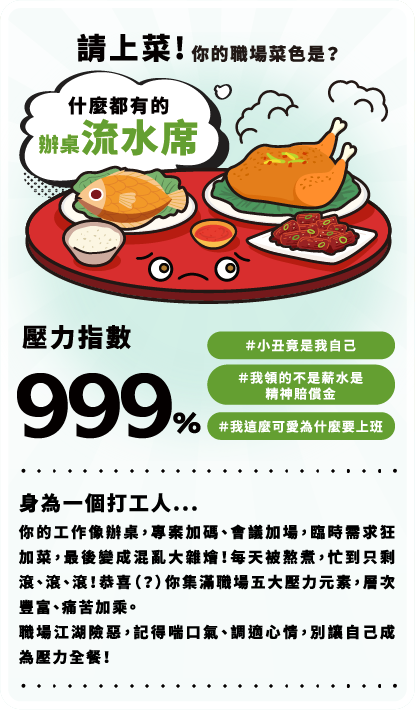 請上菜！你的職場菜色是？
什麼都有的
辦桌流水席
壓力指數
999%
#小丑竟是我自己
#我領的不是薪水是
精神賠償金
#我這麼可愛為什麼要上班
身為一個打工人...
你的工作像辦桌，專案加碼、會議加場，臨時需求狂
加菜，最後變成混亂大雜燴！每天被熬煮，忙到只剩
滾、滾、滾！恭喜（？）你集滿職場五大壓力元素，層次
豐富、痛苦加乘。
職場江湖險惡，記得喘口氣、調適心情，別讓自己成
為壓力全餐！